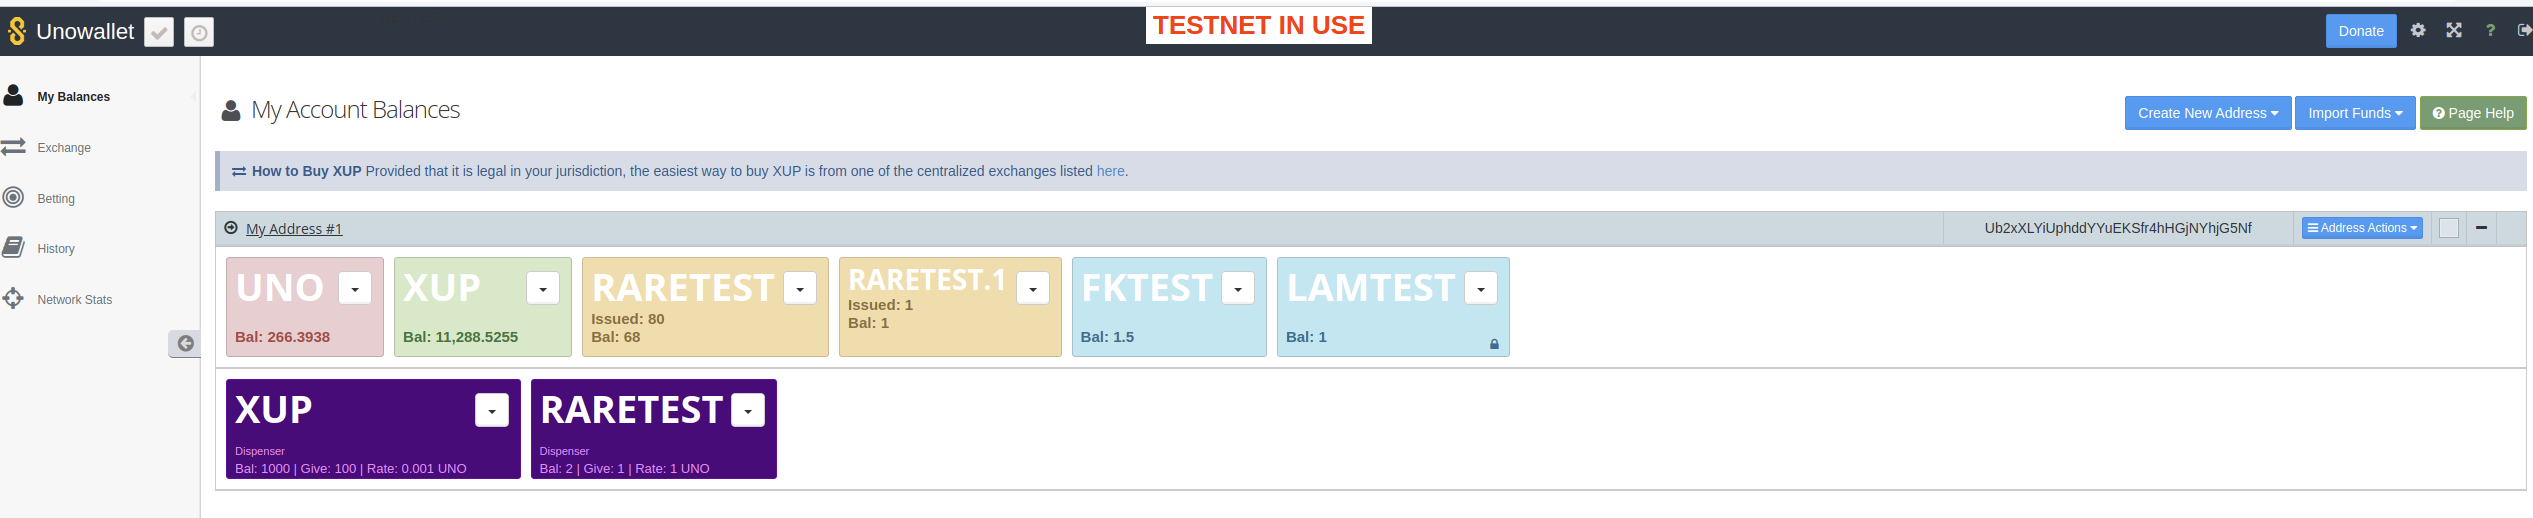 Unowallet
TESTNET IN USE
Donate
?
My Balances
Exchange
Betting
History
Network Stats
My Account Balances
Create New Address
Import Funds
Page Help
How to Buy XUP Provided that it is legal in your jurisdiction, the easiest way to buy XUP is from one of the centralized exchanges listed here.
My Address #1
Ub2xXLYiUphddYYuEKSfr4hHGjNYhjG5Nf
Address Actions
UNO
Bal: 266.3938
XUP
Bal: 11,288.5255
RARETEST
Issued: 80
Bal: 68
RARETEST.1
Issued: 1
Bal: 1
FKTEST
Bal: 1.5
LAMTEST
Bal: 1
XUP
Dispenser
Bal: 1000 | Give: 100 | Rate: 0.001 UNO
RARETEST
Dispenser
Bal: 2 | Give: 1 | Rate: 1 UNO